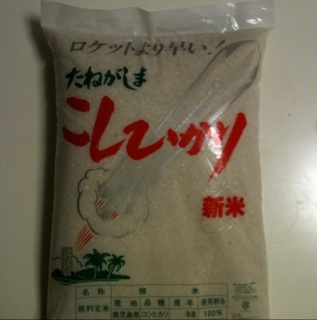 ロケットより早い!
たねがしま
こしひかり
新米
名称 精米
原料玄米 産地 品種 産年 使用割合
鹿児島県 コシヒカリ 100%